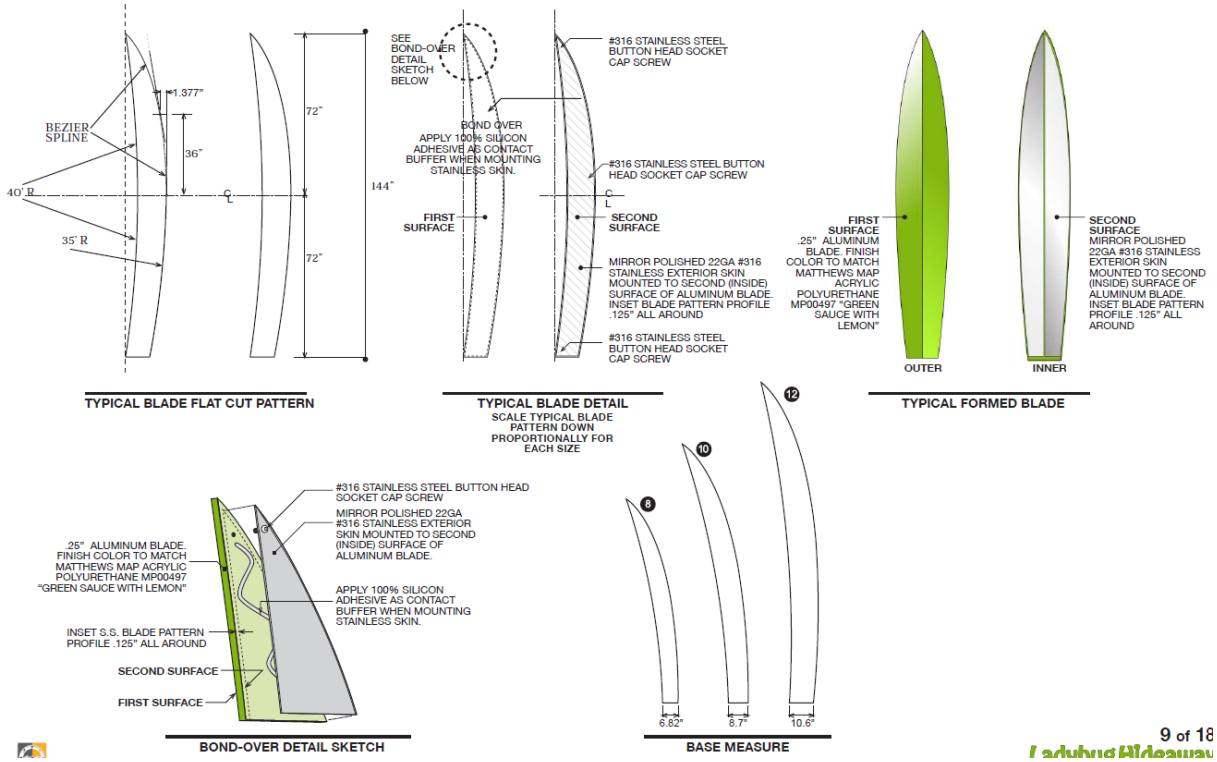 BEZIER
SPLINE
1.377"
36"
40' R
35' R
72"
72"
144"
C
L
TYPICAL BLADE FLAT CUT PATTERN
SEE
BOND-OVER
DETAIL
SKETCH
BELOW
#316 STAINLESS STEEL
BUTTON HEAD SOCKET
CAP SCREW
BOND OVER
APPLY 100% SILICON
ADHESIVE AS CONTACT
BUFFER WHEN MOUNTING
STAINLESS SKIN.
#316 STAINLESS STEEL BUTTON
HEAD SOCKET CAP SCREW
C
L
FIRST
SURFACE
SECOND
SURFACE
MIRROR POLISHED 22GA #316
STAINLESS EXTERIOR SKIN
MOUNTED TO SECOND (INSIDE)
SURFACE OF ALUMINUM BLADE.
INSET BLADE PATTERN PROFILE
.125" ALL AROUND
#316 STAINLESS STEEL
BUTTON HEAD SOCKET
CAP SCREW
TYPICAL BLADE DETAIL
SCALE TYPICAL BLADE
PATTERN DOWN
PROPORTIONALLY FOR
EACH SIZE
FIRST
SURFACE
.25" ALUMINUM
BLADE. FINISH
COLOR TO MATCH
MATTHEWS MAP
ACRYLIC
POLYURETHANE
MP00497 "GREEN
SAUCE WITH
LEMON"
SECOND
SURFACE
MIRROR POLISHED
22GA #316 STAINLESS
EXTERIOR SKIN
MOUNTED TO SECOND
(INSIDE) SURFACE OF
ALUMINUM BLADE.
INSET BLADE PATTERN
PROFILE .125" ALL
AROUND
OUTER
INNER
TYPICAL FORMED BLADE
#316 STAINLESS STEEL BUTTON HEAD
SOCKET CAP SCREW
MIRROR POLISHED 22GA
#316 STAINLESS EXTERIOR
SKIN MOUNTED TO SECOND
(INSIDE) SURFACE OF
ALUMINUM BLADE.
.25" ALUMINUM BLADE.
FINISH COLOR TO MATCH
MATTHEWS MAP ACRYLIC
POLYURETHANE MP00497
"GREEN SAUCE WITH LEMON"
APPLY 100% SILICON
ADHESIVE AS CONTACT
BUFFER WHEN MOUNTING
STAINLESS SKIN.
INSET S.S. BLADE PATTERN
PROFILE .125" ALL AROUND
SECOND SURFACE
FIRST SURFACE
BOND-OVER DETAIL SKETCH
8
10
12
6.82"
8.7"
10.6"
BASE MEASURE
9 of 18
Ladybug Hideaway